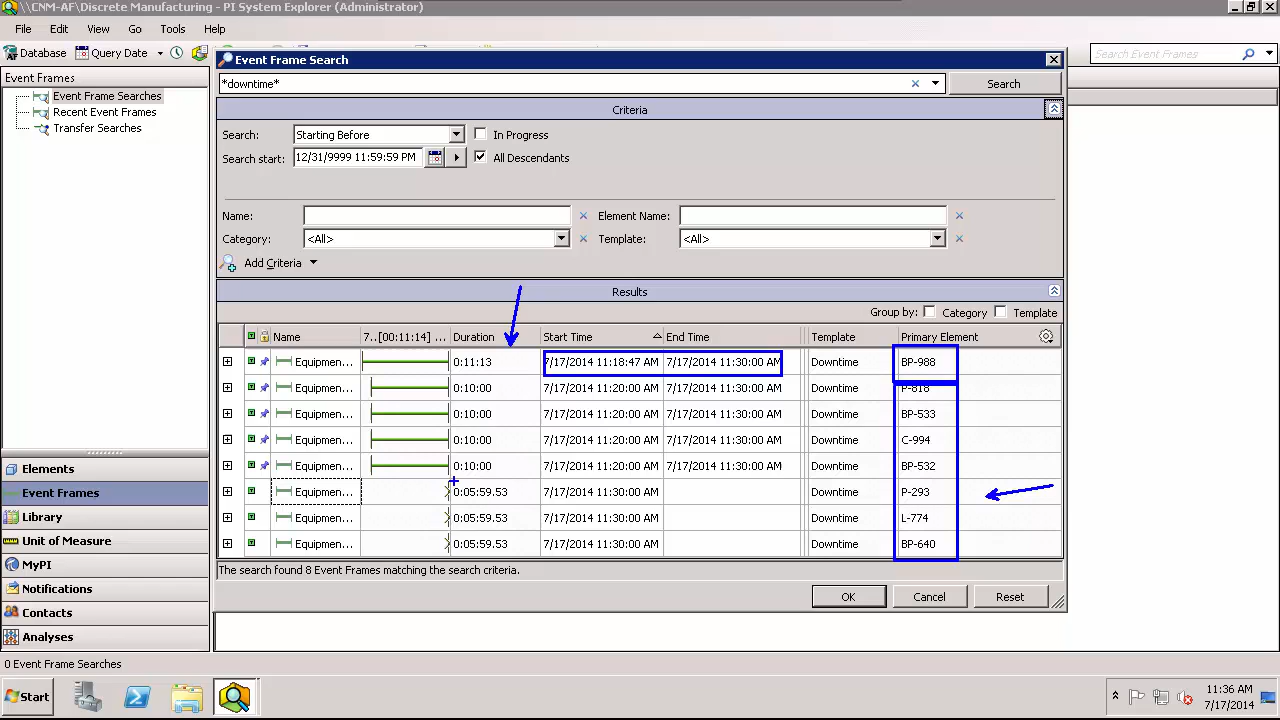 \\CNM-AF\Discrete Manufacturing - PI System Explorer (Administrator)
File Edit View Go Tools Help
Database Query Date
Search Event Frames
Event Frames
Event Frame Searches
Recent Event Frames
Transfer Searches
Event Frame Search
*downtime* Search
Criteria
Search: Starting Before In Progress
Search start: 12/31/9999 11:59:59 PM All Descendants
Name: Element Name:
Category: <All> Template: <All>
Add Criteria
Results
Group by: Category Template
Name 7..[00:11:14] ... Duration Start Time End Time Template Primary Element
Equipmen... 0:11:13 7/17/2014 11:18:47 AM 7/17/2014 11:30:00 AM Downtime BP-988
Equipmen... 0:10:00 7/17/2014 11:20:00 AM 7/17/2014 11:30:00 AM Downtime P-818
Equipmen... 0:10:00 7/17/2014 11:20:00 AM 7/17/2014 11:30:00 AM Downtime BP-533
Equipmen... 0:10:00 7/17/2014 11:20:00 AM 7/17/2014 11:30:00 AM Downtime C-994
Equipmen... 0:10:00 7/17/2014 11:20:00 AM 7/17/2014 11:30:00 AM Downtime BP-532
Equipmen... 0:05:59.53 7/17/2014 11:30:00 AM Downtime P-293
Equipmen... 0:05:59.53 7/17/2014 11:30:00 AM Downtime L-774
Equipmen... 0:05:59.53 7/17/2014 11:30:00 AM Downtime BP-640
The search found 8 Event Frames matching the search criteria.
OK Cancel Reset
Elements
Event Frames
Library
Unit of Measure
MyPI
Notifications
Contacts
Analyses
0 Event Frame Searches
Start
11:36 AM
7/17/2014